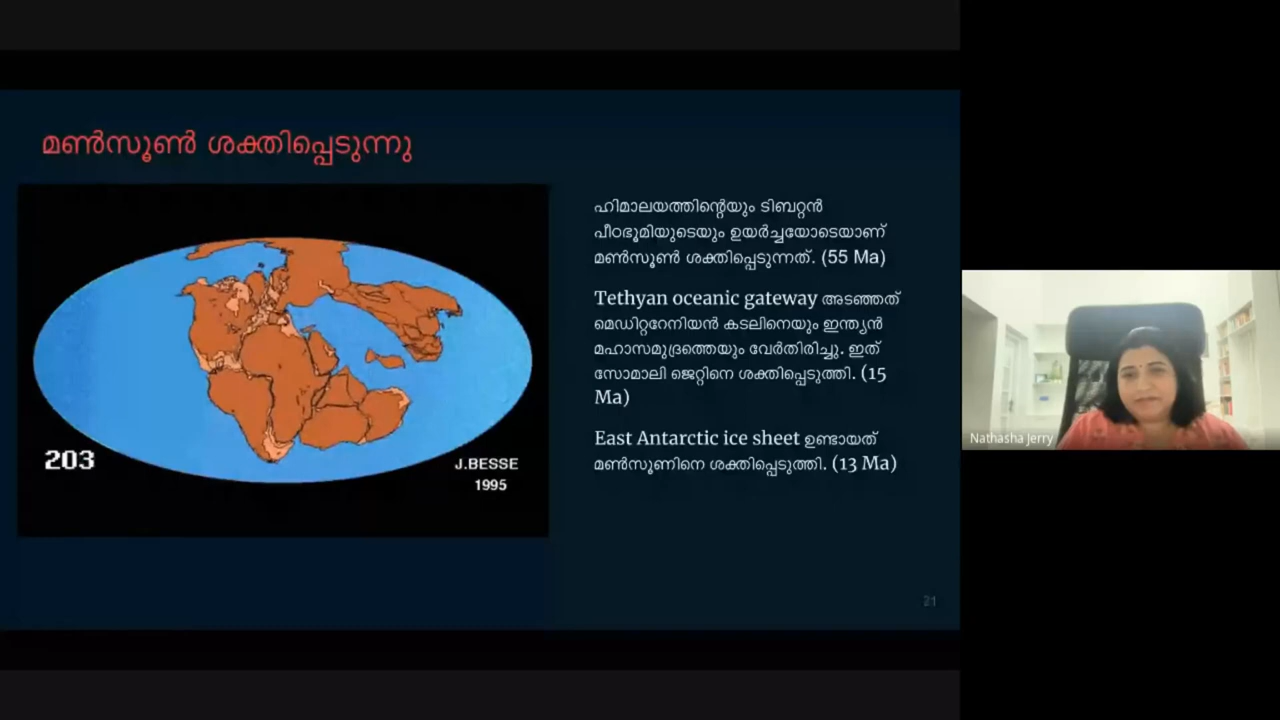 മൺസൂൺ ശക്തിപ്പെടുന്നു
203
J.BESSE
1995
ഹിമാലയത്തിന്റെയും ടിബറ്റൻ
പീഠഭൂമിയുടെയും ഉയർച്ചയോടെയാണ്
മൺസൂൺ ശക്തിപ്പെടുന്നത്. (55 Ma)
Tethyan oceanic gateway അടഞ്ഞത്
മെഡിറ്ററേനിയൻ കടലിനെയും ഇന്ത്യൻ
മഹാസമുദ്രത്തെയും വേർതിരിച്ചു. ഇത്
സോമാലി ജെറ്റിനെ ശക്തിപ്പെടുത്തി. (15
Ma)
East Antarctic ice sheet ഉണ്ടായത്
മൺസൂണിനെ ശക്തിപ്പെടുത്തി. (13 Ma)
21
Nathasha Jerry